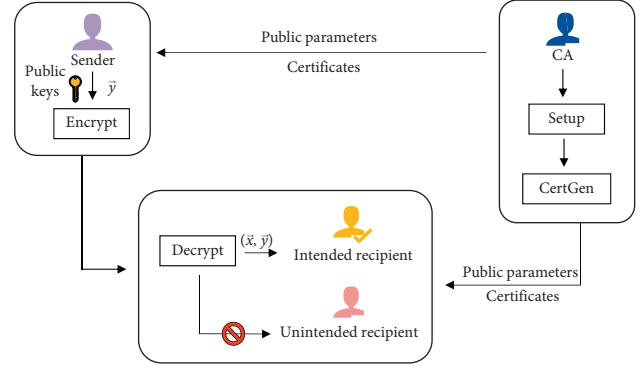 Sender
Public
keys
y⃗
Encrypt
Public parameters
Certificates
CA
Setup
CertGen
Decrypt
(x⃗, y⃗)
Intended recipient
Unintended recipient
Public parameters
Certificates